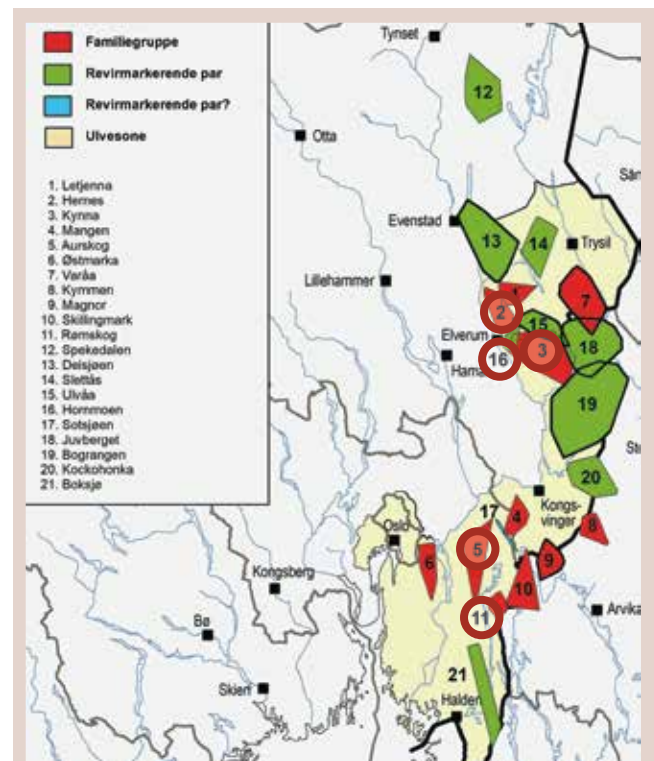 Familiegruppe
Revirmarkerende par
Revirmarkerende par?
Ulvesone
1. Letjenna
2. Hernes
3. Kynna
4. Mangen
5. Aurskog
6. Østmarka
7. Varåa
8. Kymmen
9. Magnor
10. Skillingmark
11. Rømskog
12. Spekedalen
13. Deisjøen
14. Slettås
15. Ulvåa
16. Hornmoen
17. Sotsjøen
18. Juvberget
19. Bograngen
20. Kockohonka
21. Boksjø
Tynset
12
Otta
Sär
Evenstad
13
14
Trysil
Lillehammer
1
7
2
15
Elverum
3
18
16
Hama
19
20
17
4
Kongs-
vinger
8
Oslo
5
6
9
10
Kongsberg
11
Arvika
Bø
21
Skien
Halden